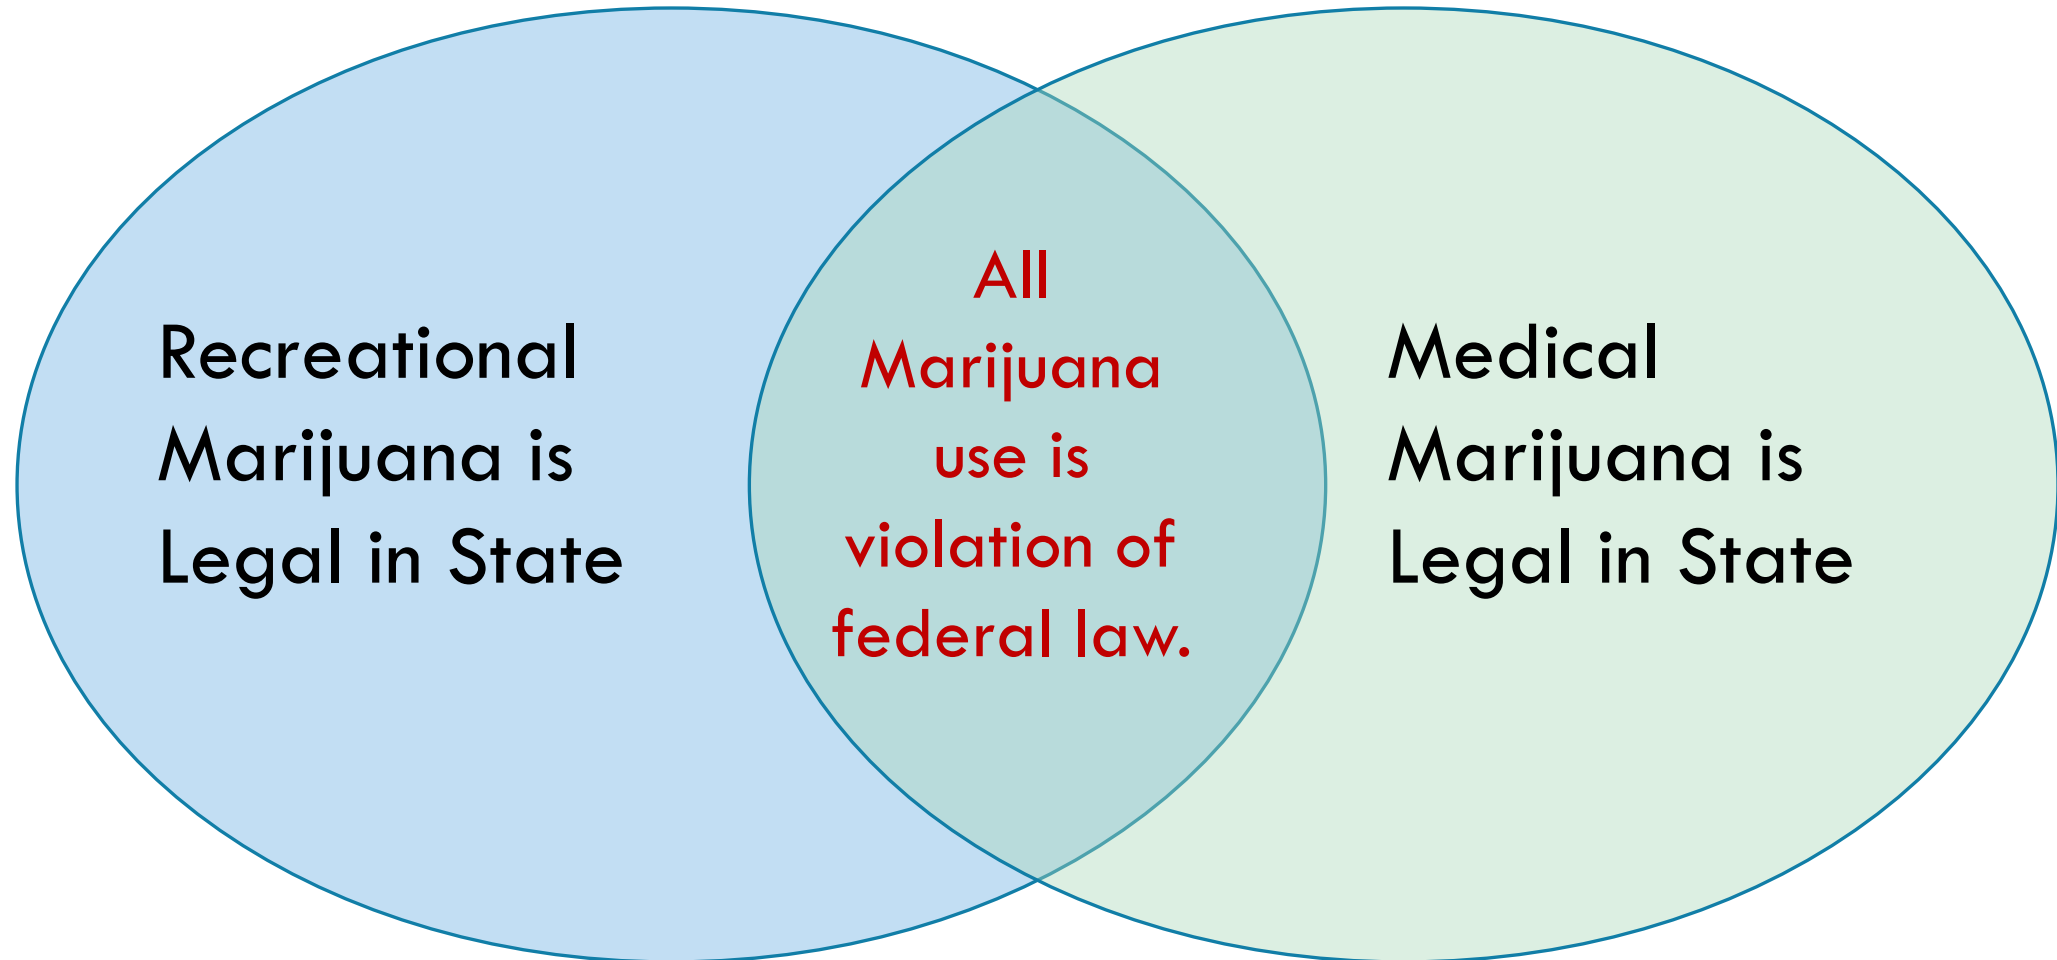 Recreational
Marijuana is
Legal in State
All
Marijuana
use is
violation of
federal law.
Medical
Marijuana is
Legal in State